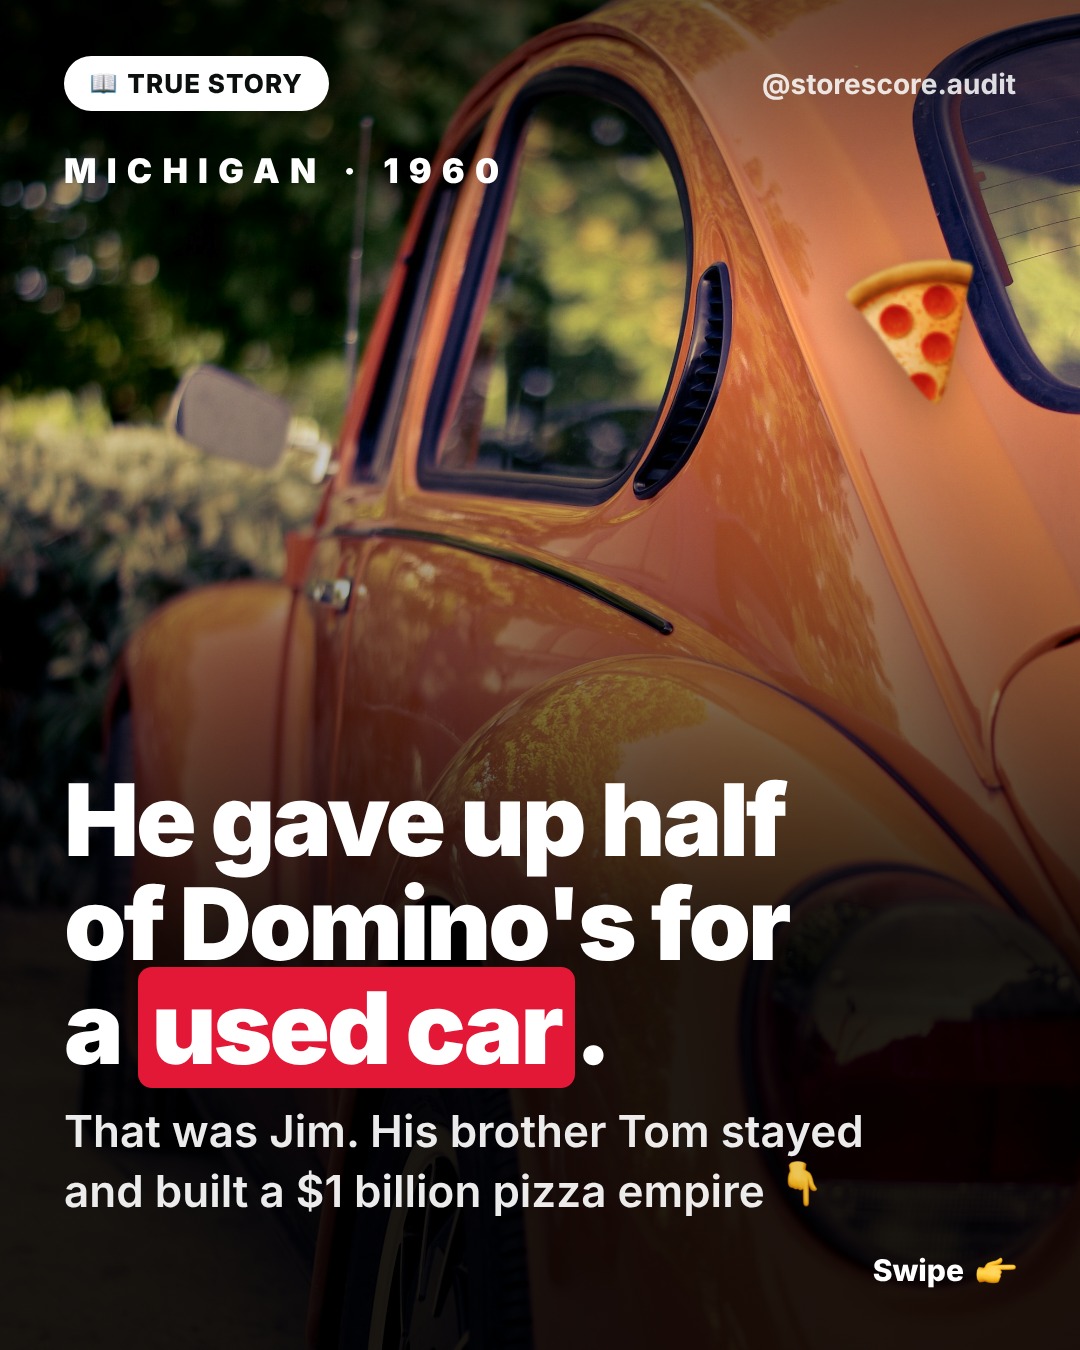 📖 TRUE STORY
@storescore.audit
MICHIGAN · 1960
He gave up half
of Domino's for
a used car.
That was Jim. His brother Tom stayed
and built a $1 billion pizza empire 👇
Swipe 👉